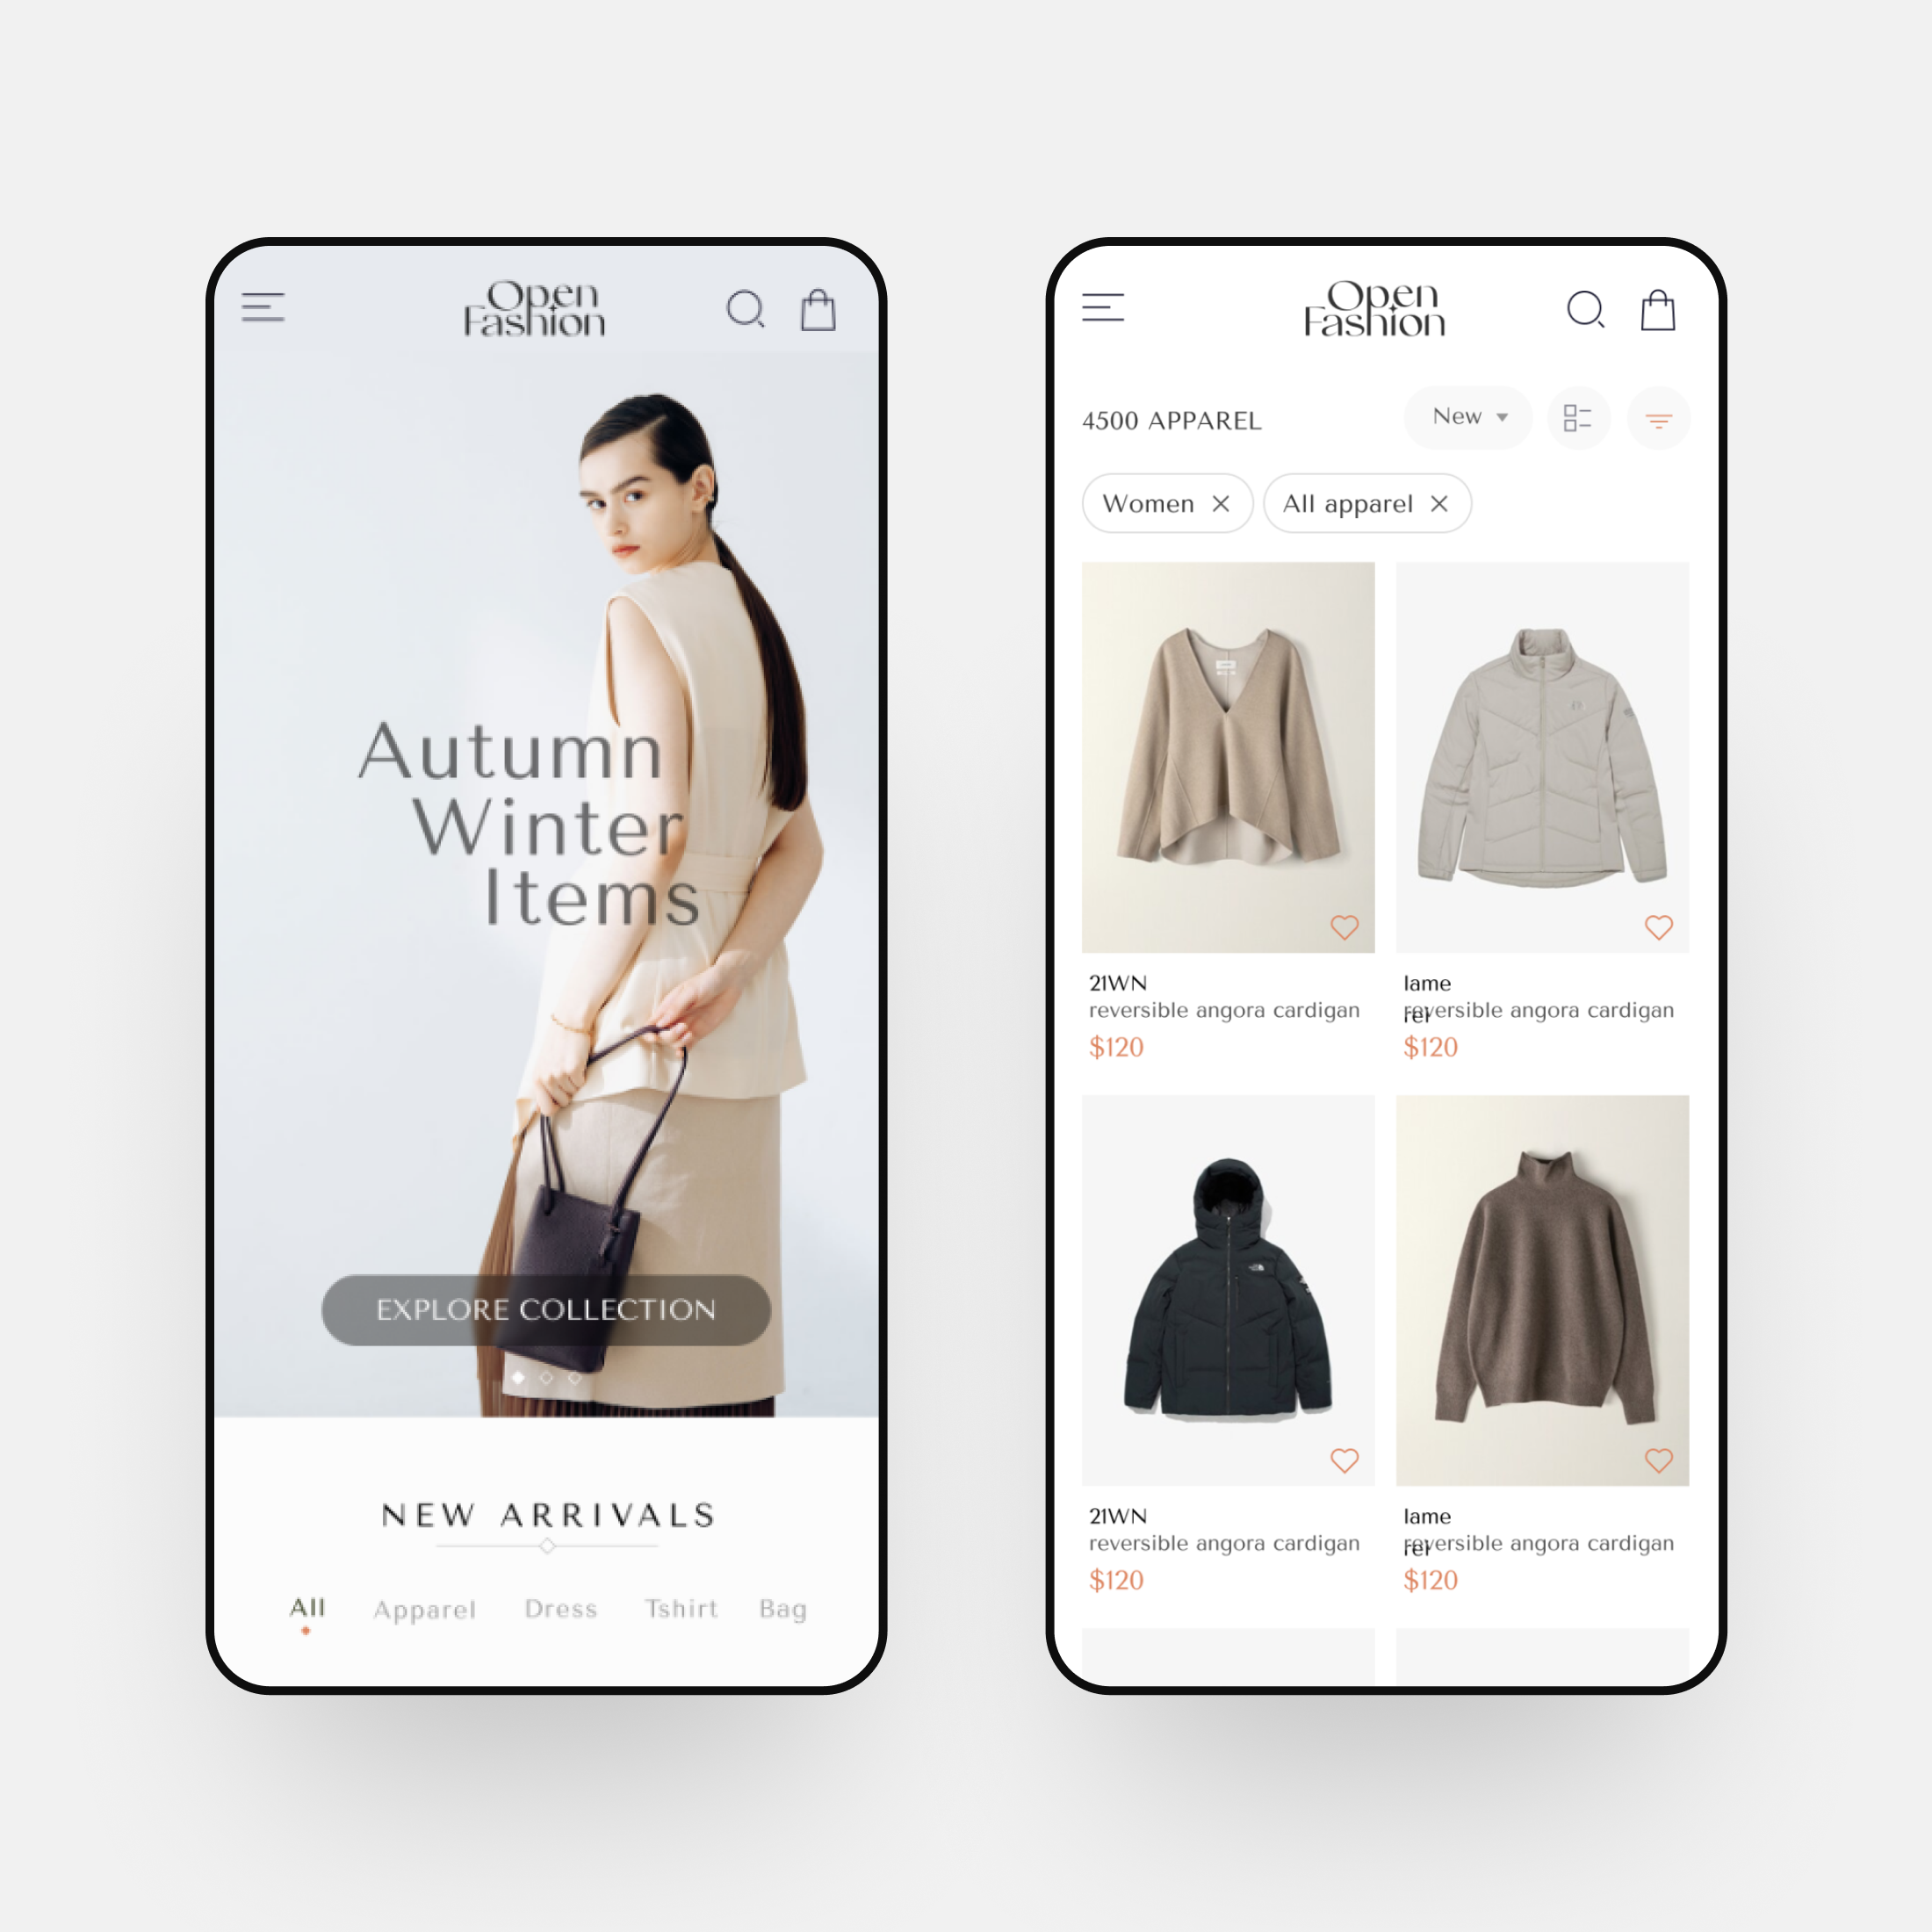 Open
Fashion
Autumn
Winter
Items
EXPLORE COLLECTION
NEW ARRIVALS
All Apparel Dress Tshirt Bag
Open
Fashion
4500 APPAREL New
Women All apparel
21WN
reversible angora cardigan
$120
lame
reversible angora cardigan
rei
$120
21WN
reversible angora cardigan
$120
lame
reversible angora cardigan
rei
$120